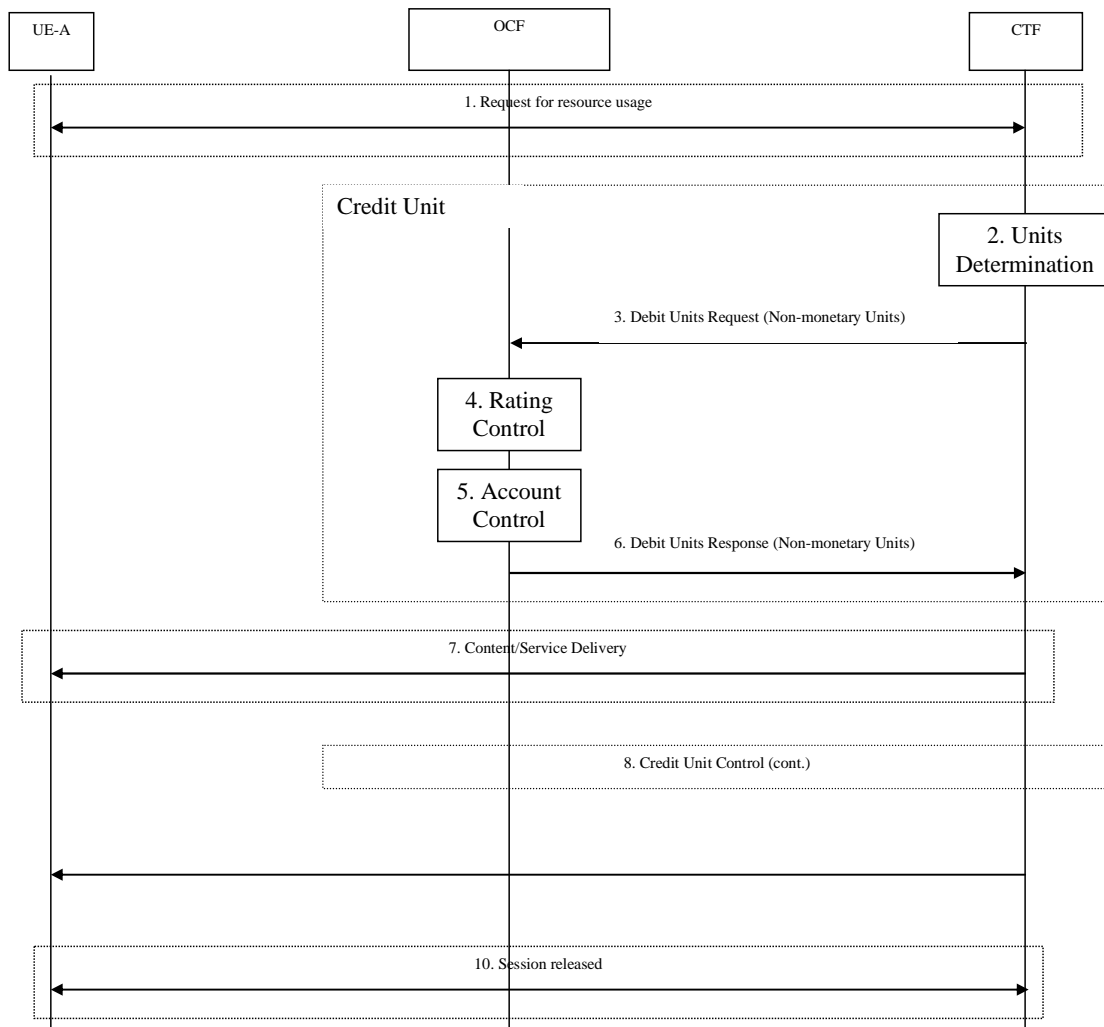 UE-A
OCF
CTF
1. Request for resource usage
Credit Unit
2. Units
Determination
3. Debit Units Request (Non-monetary Units)
4. Rating
Control
5. Account
Control
6. Debit Units Response (Non-monetary Units)
7. Content/Service Delivery
8. Credit Unit Control (cont.)
10. Session released